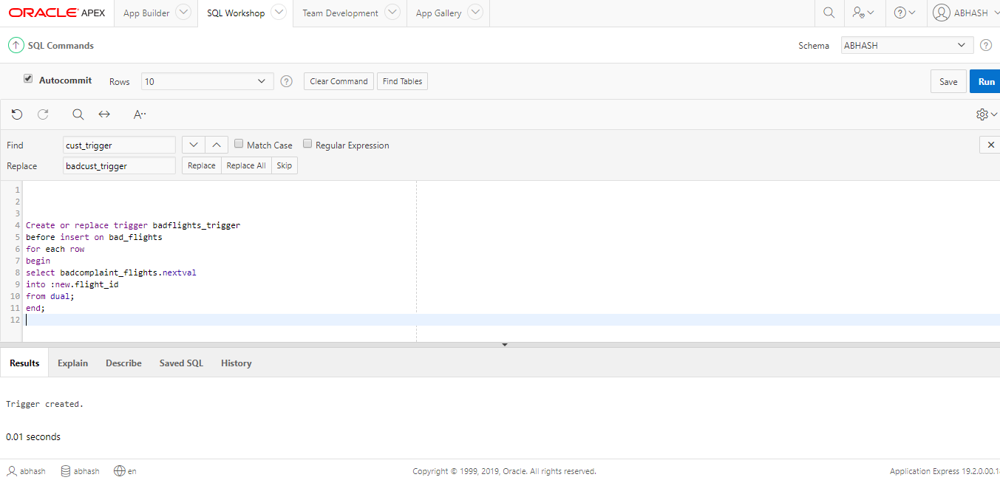 ORACLE APEX App Builder SQL Workshop Team Development App Gallery ABHASH
SQL Commands Schema ABHASH
Autocommit Rows 10 Clear Command Find Tables Save Run
Find cust_trigger Match Case Regular Expression
Replace badcust_trigger Replace Replace All Skip
1
2
3
4 Create or replace trigger badflights_trigger
5 before insert on bad_flights
6 for each row
7 begin
8 select badcomplaint_flights.nextval
9 into :new.flight_id
10 from dual;
11 end;
12
Results Explain Describe Saved SQL History
Trigger created.
0.01 seconds
abhash abhash en Copyright © 1999, 2019, Oracle. All rights reserved. Application Express 19.2.0.00.1